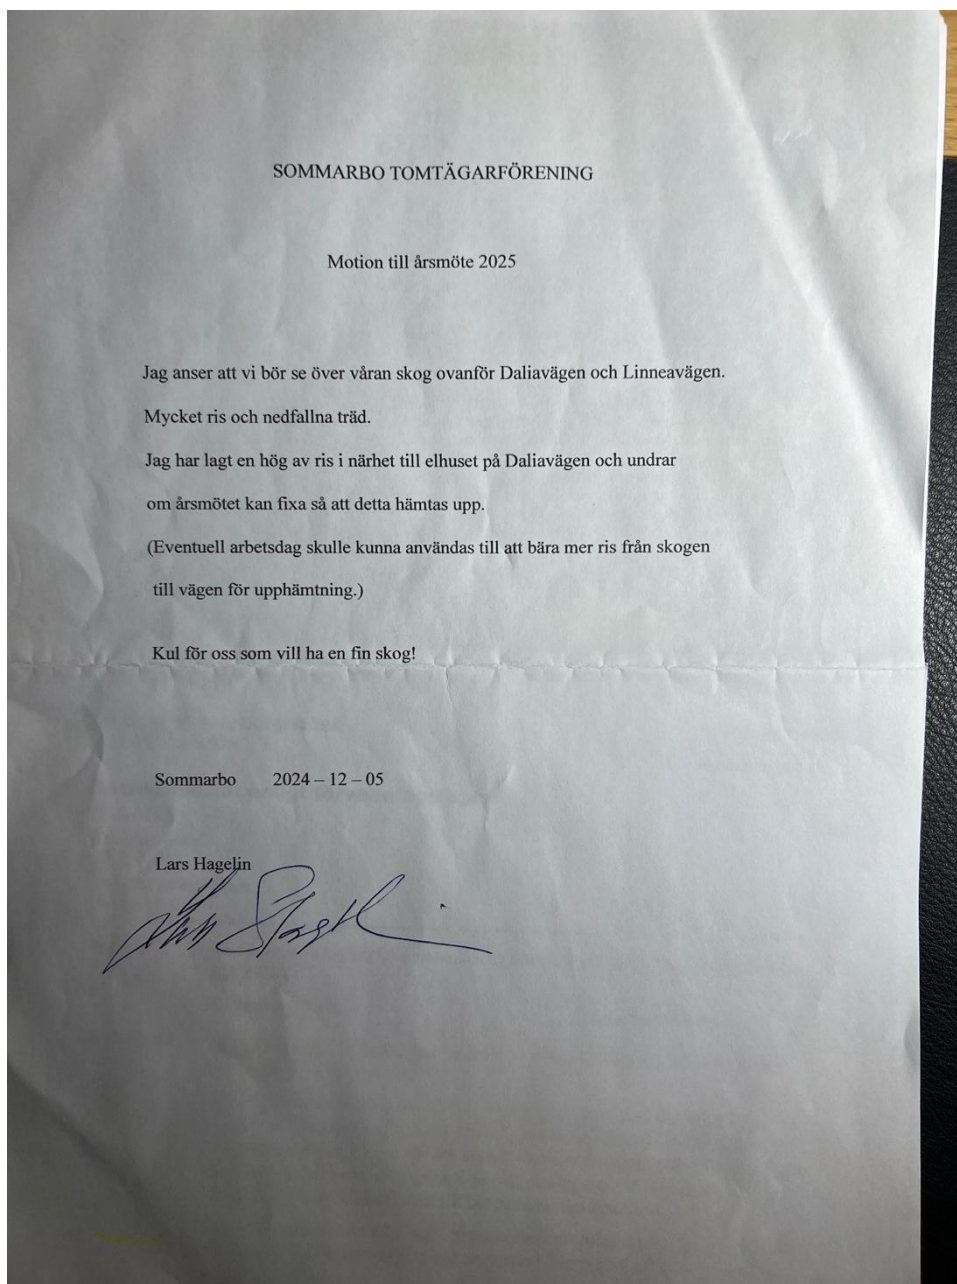 SOMMARBO TOMTÄGARFÖRENING
Motion till årsmöte 2025
Jag anser att vi bör se över våran skog ovanför Daliavägen och Linneavägen.
Mycket ris och nedfallna träd.
Jag har lagt en hög av ris i närhet till elhuset på Daliavägen och undrar
om årsmötet kan fixa så att detta hämtas upp.
(Eventuell arbetsdag skulle kunna användas till att bära mer ris från skogen
till vägen för upphämtning.)
Kul för oss som vill ha en fin skog!
Sommarbo 2024 – 12 – 05
Lars Hagelin